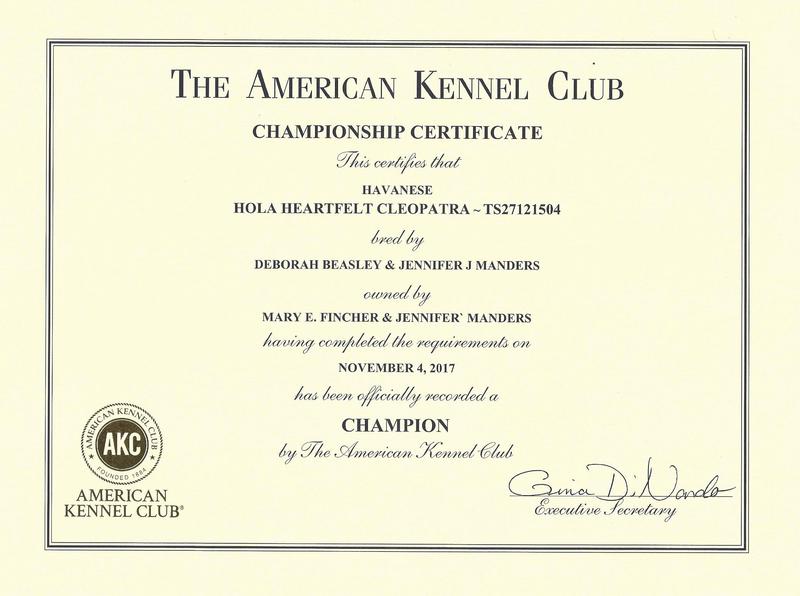 THE AMERICAN KENNEL CLUB
CHAMPIONSHIP CERTIFICATE
This certifies that
HAVANESE
HOLA HEARTFELT CLEOPATRA ~ TS27121504
bred by
DEBORAH BEASLEY & JENNIFER J MANDERS
owned by
MARY E. FINCHER & JENNIFER` MANDERS
having completed the requirements on
NOVEMBER 4, 2017
has been officially recorded a
CHAMPION
by The American Kennel Club
AMERICAN KENNEL CLUB
AKC
FOUNDED 1884
AMERICAN
KENNEL CLUB®
Gina DiNardo
Executive Secretary